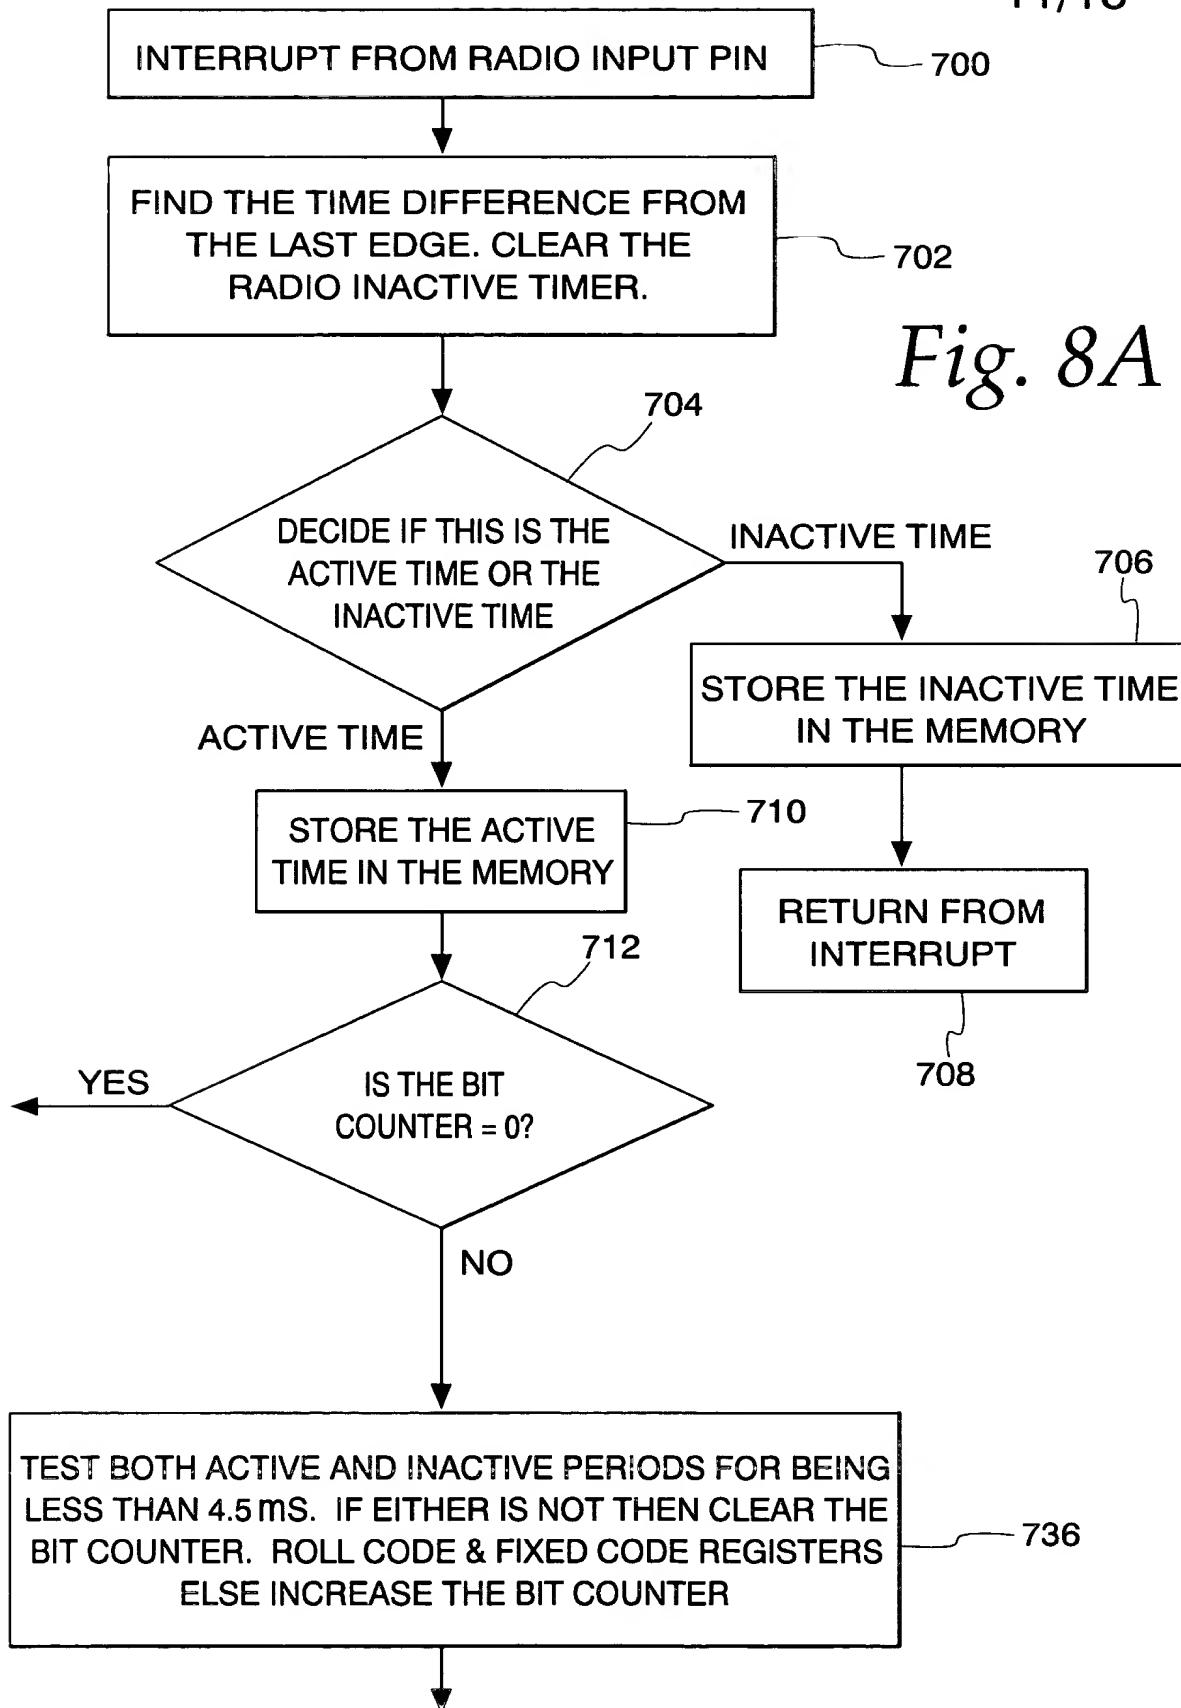 INTERRUPT FROM RADIO INPUT PIN
700
FIND THE TIME DIFFERENCE FROM
THE LAST EDGE. CLEAR THE
RADIO INACTIVE TIMER.
702
Fig. 8A
704
DECIDE IF THIS IS THE
ACTIVE TIME OR THE
INACTIVE TIME
INACTIVE TIME
706
STORE THE INACTIVE TIME
IN THE MEMORY
ACTIVE TIME
710
STORE THE ACTIVE
TIME IN THE MEMORY
RETURN FROM
INTERRUPT
708
712
YES
IS THE BIT
COUNTER = 0?
NO
TEST BOTH ACTIVE AND INACTIVE PERIODS FOR BEING
LESS THAN 4.5 mS. IF EITHER IS NOT THEN CLEAR THE
BIT COUNTER. ROLL CODE & FIXED CODE REGISTERS
ELSE INCREASE THE BIT COUNTER
736